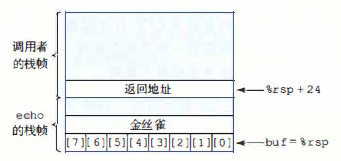 调用者
的栈帧
返回地址
%rsp+24
echo
的栈帧
金丝雀
[7][6][5][4][3][2][1][0]
buf=%rsp